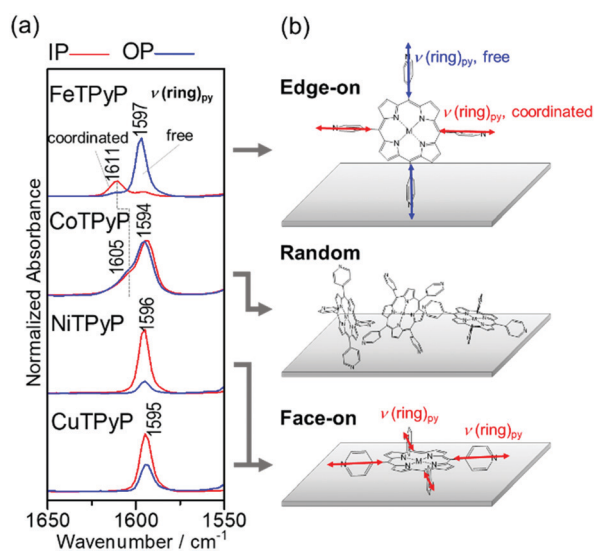 (a)
IP OP
FeTPyP
ν (ring)py
1597
coordinated
free
1611
CoTPyP
1594
1605
NiTPyP
1596
CuTPyP
1595
Normalized Absorbance
1650 1600 1550
Wavenumber / cm-1
(b)
ν (ring)py, free
Edge-on
ν (ring)py, coordinated
N
N N
M
N N
N
N
N
Random
Face-on
ν (ring)py
ν (ring)py
N
N N
M
N N
N